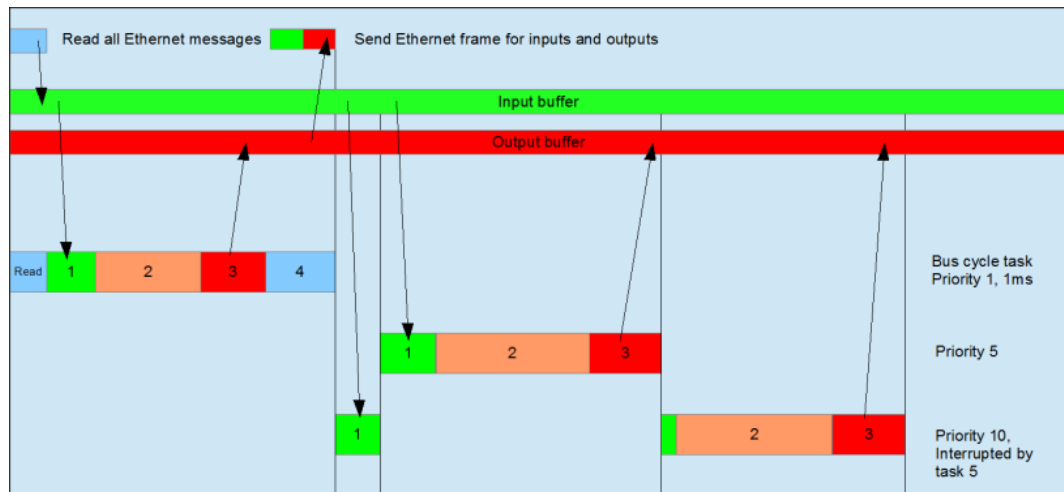 Read all Ethernet messages
Send Ethernet frame for inputs and outputs
Input buffer
Output buffer
Read
1
2
3
4
Bus cycle task
Priority 1, 1ms
1
2
3
Priority 5
1
2
3
Priority 10,
Interrupted by
task 5